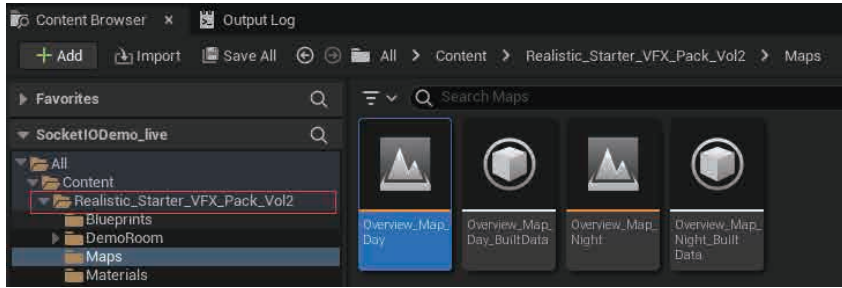 Content Browser × Output Log
+ Add Import Save All All > Content > Realistic_Starter_VFX_Pack_Vol2 > Maps
Favorites
Search Maps
SocketIODemo_live
All
Content
Realistic_Starter_VFX_Pack_Vol2
Blueprints
DemoRoom
Maps
Materials
Overview_Map_
Day
Overview_Map_
Day_BuiltData
Overview_Map_
Night
Overview_Map_
Night_Built
Data